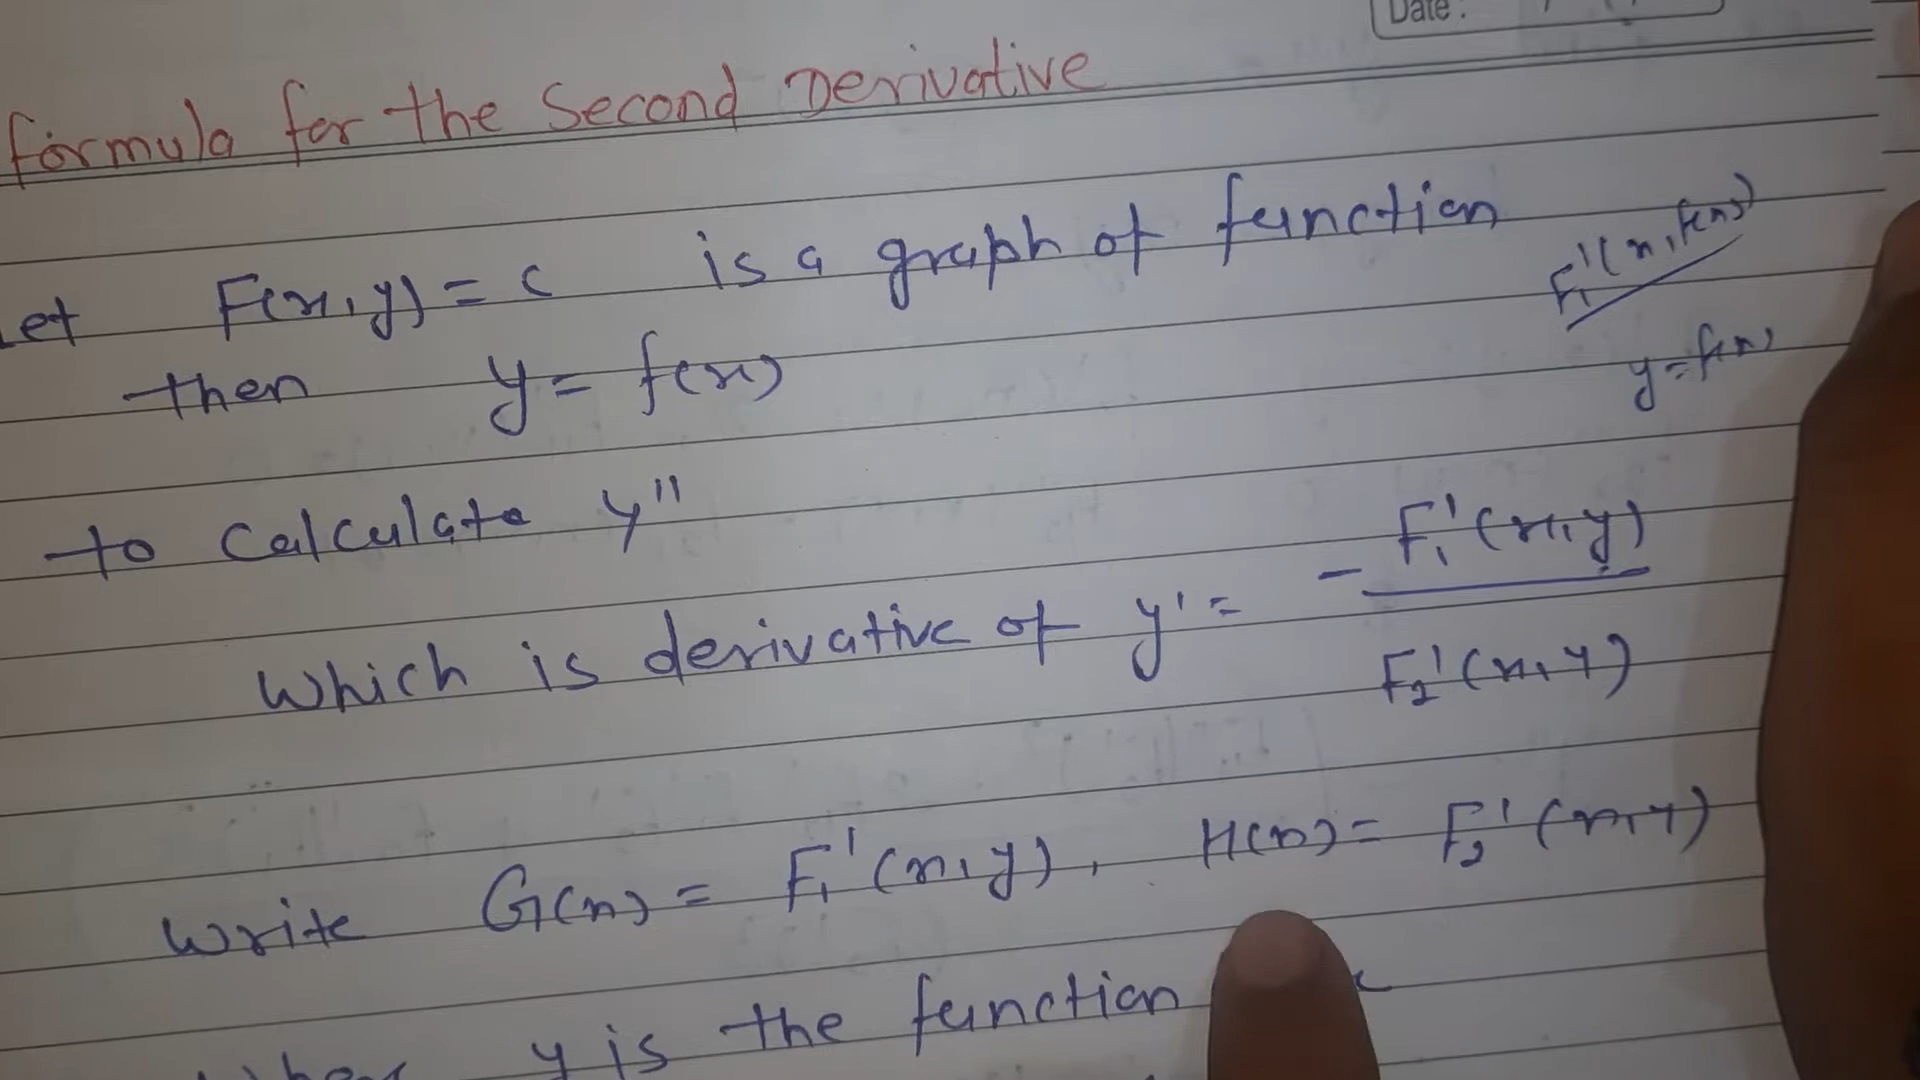 Date :
formula for the Second Derivative
Let F(x,y) = c is a graph of function
F₁'(x, f(x))
then y = f(x)
y = f(x)
to calculate y''
Which is derivative of y' = - F₁'(x,y)
F₂'(x,y)
write G(x) = F₁'(x,y), H(x) = F₂'(x,y)
y is the function